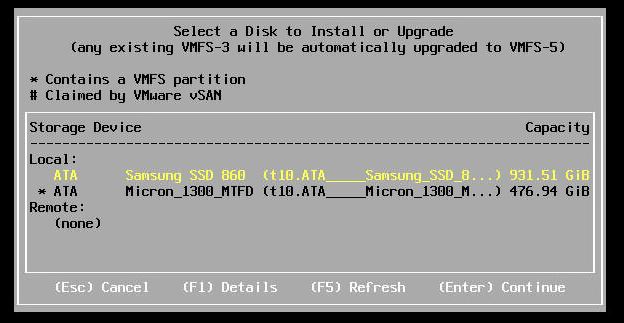 Select a Disk to Install or Upgrade
(any existing VMFS-3 will be automatically upgraded to VMFS-5)
* Contains a VMFS partition
# Claimed by VMware vSAN
Storage Device Capacity
Local:
ATA Samsung SSD 860 (t10.ATA_____Samsung_SSD_8...) 931.51 GiB
* ATA Micron_1300_MTFD (t10.ATA_____Micron_1300_M...) 476.94 GiB
Remote:
(none)
(Esc) Cancel (F1) Details (F5) Refresh (Enter) Continue